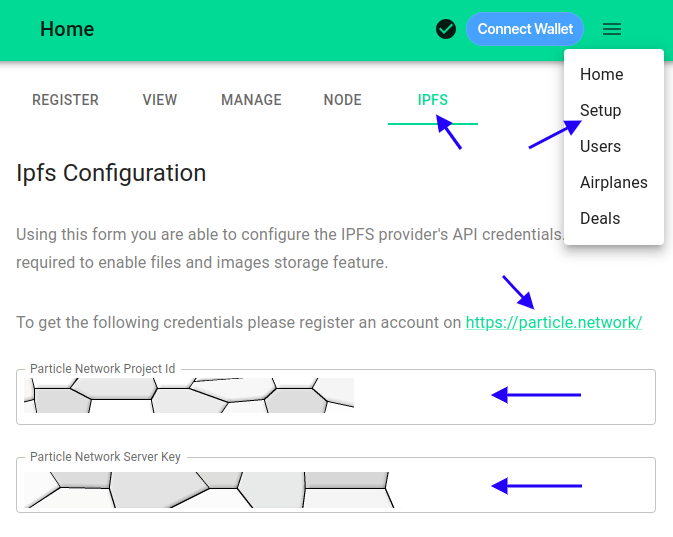 Home
Connect Wallet
Home
Setup
Users
Airplanes
Deals
REGISTER VIEW MANAGE NODE IPFS
Ipfs Configuration
Using this form you are able to configure the IPFS provider's API credentials.
required to enable files and images storage feature.
To get the following credentials please register an account on https://particle.network/
Particle Network Project Id
Particle Network Server Key